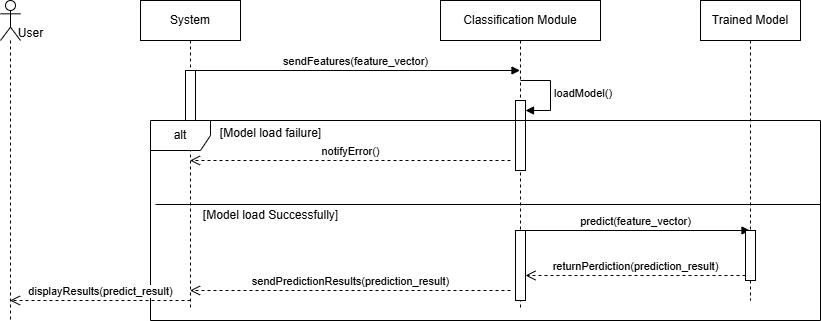 User
System
Classification Module
Trained Model
sendFeatures(feature_vector)
loadModel()
alt
[Model load failure]
notifyError()
[Model load Successfully]
predict(feature_vector)
returnPerdiction(prediction_result)
sendPredictionResults(prediction_result)
displayResults(predict_result)